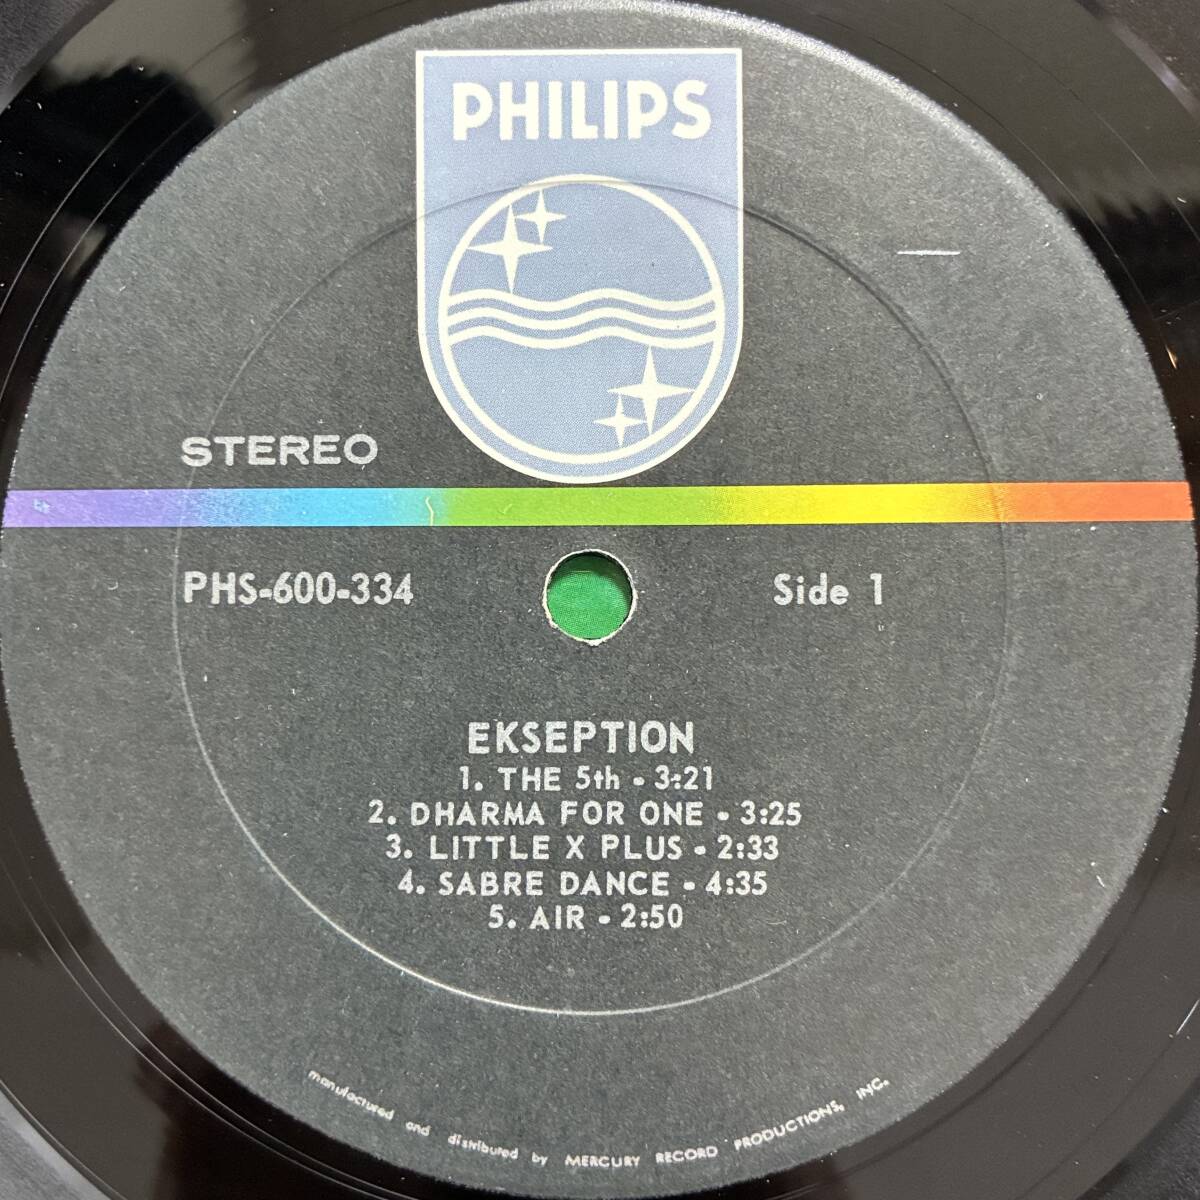 PHILIPS
STEREO
PHS-600-334
Side 1
EKSEPTION
1. THE 5th - 3:21
2. DHARMA FOR ONE - 3:25
3. LITTLE X PLUS - 2:33
4. SABRE DANCE - 4:35
5. AIR - 2:50
manufactured and distributed by MERCURY RECORD PRODUCTIONS, INC.